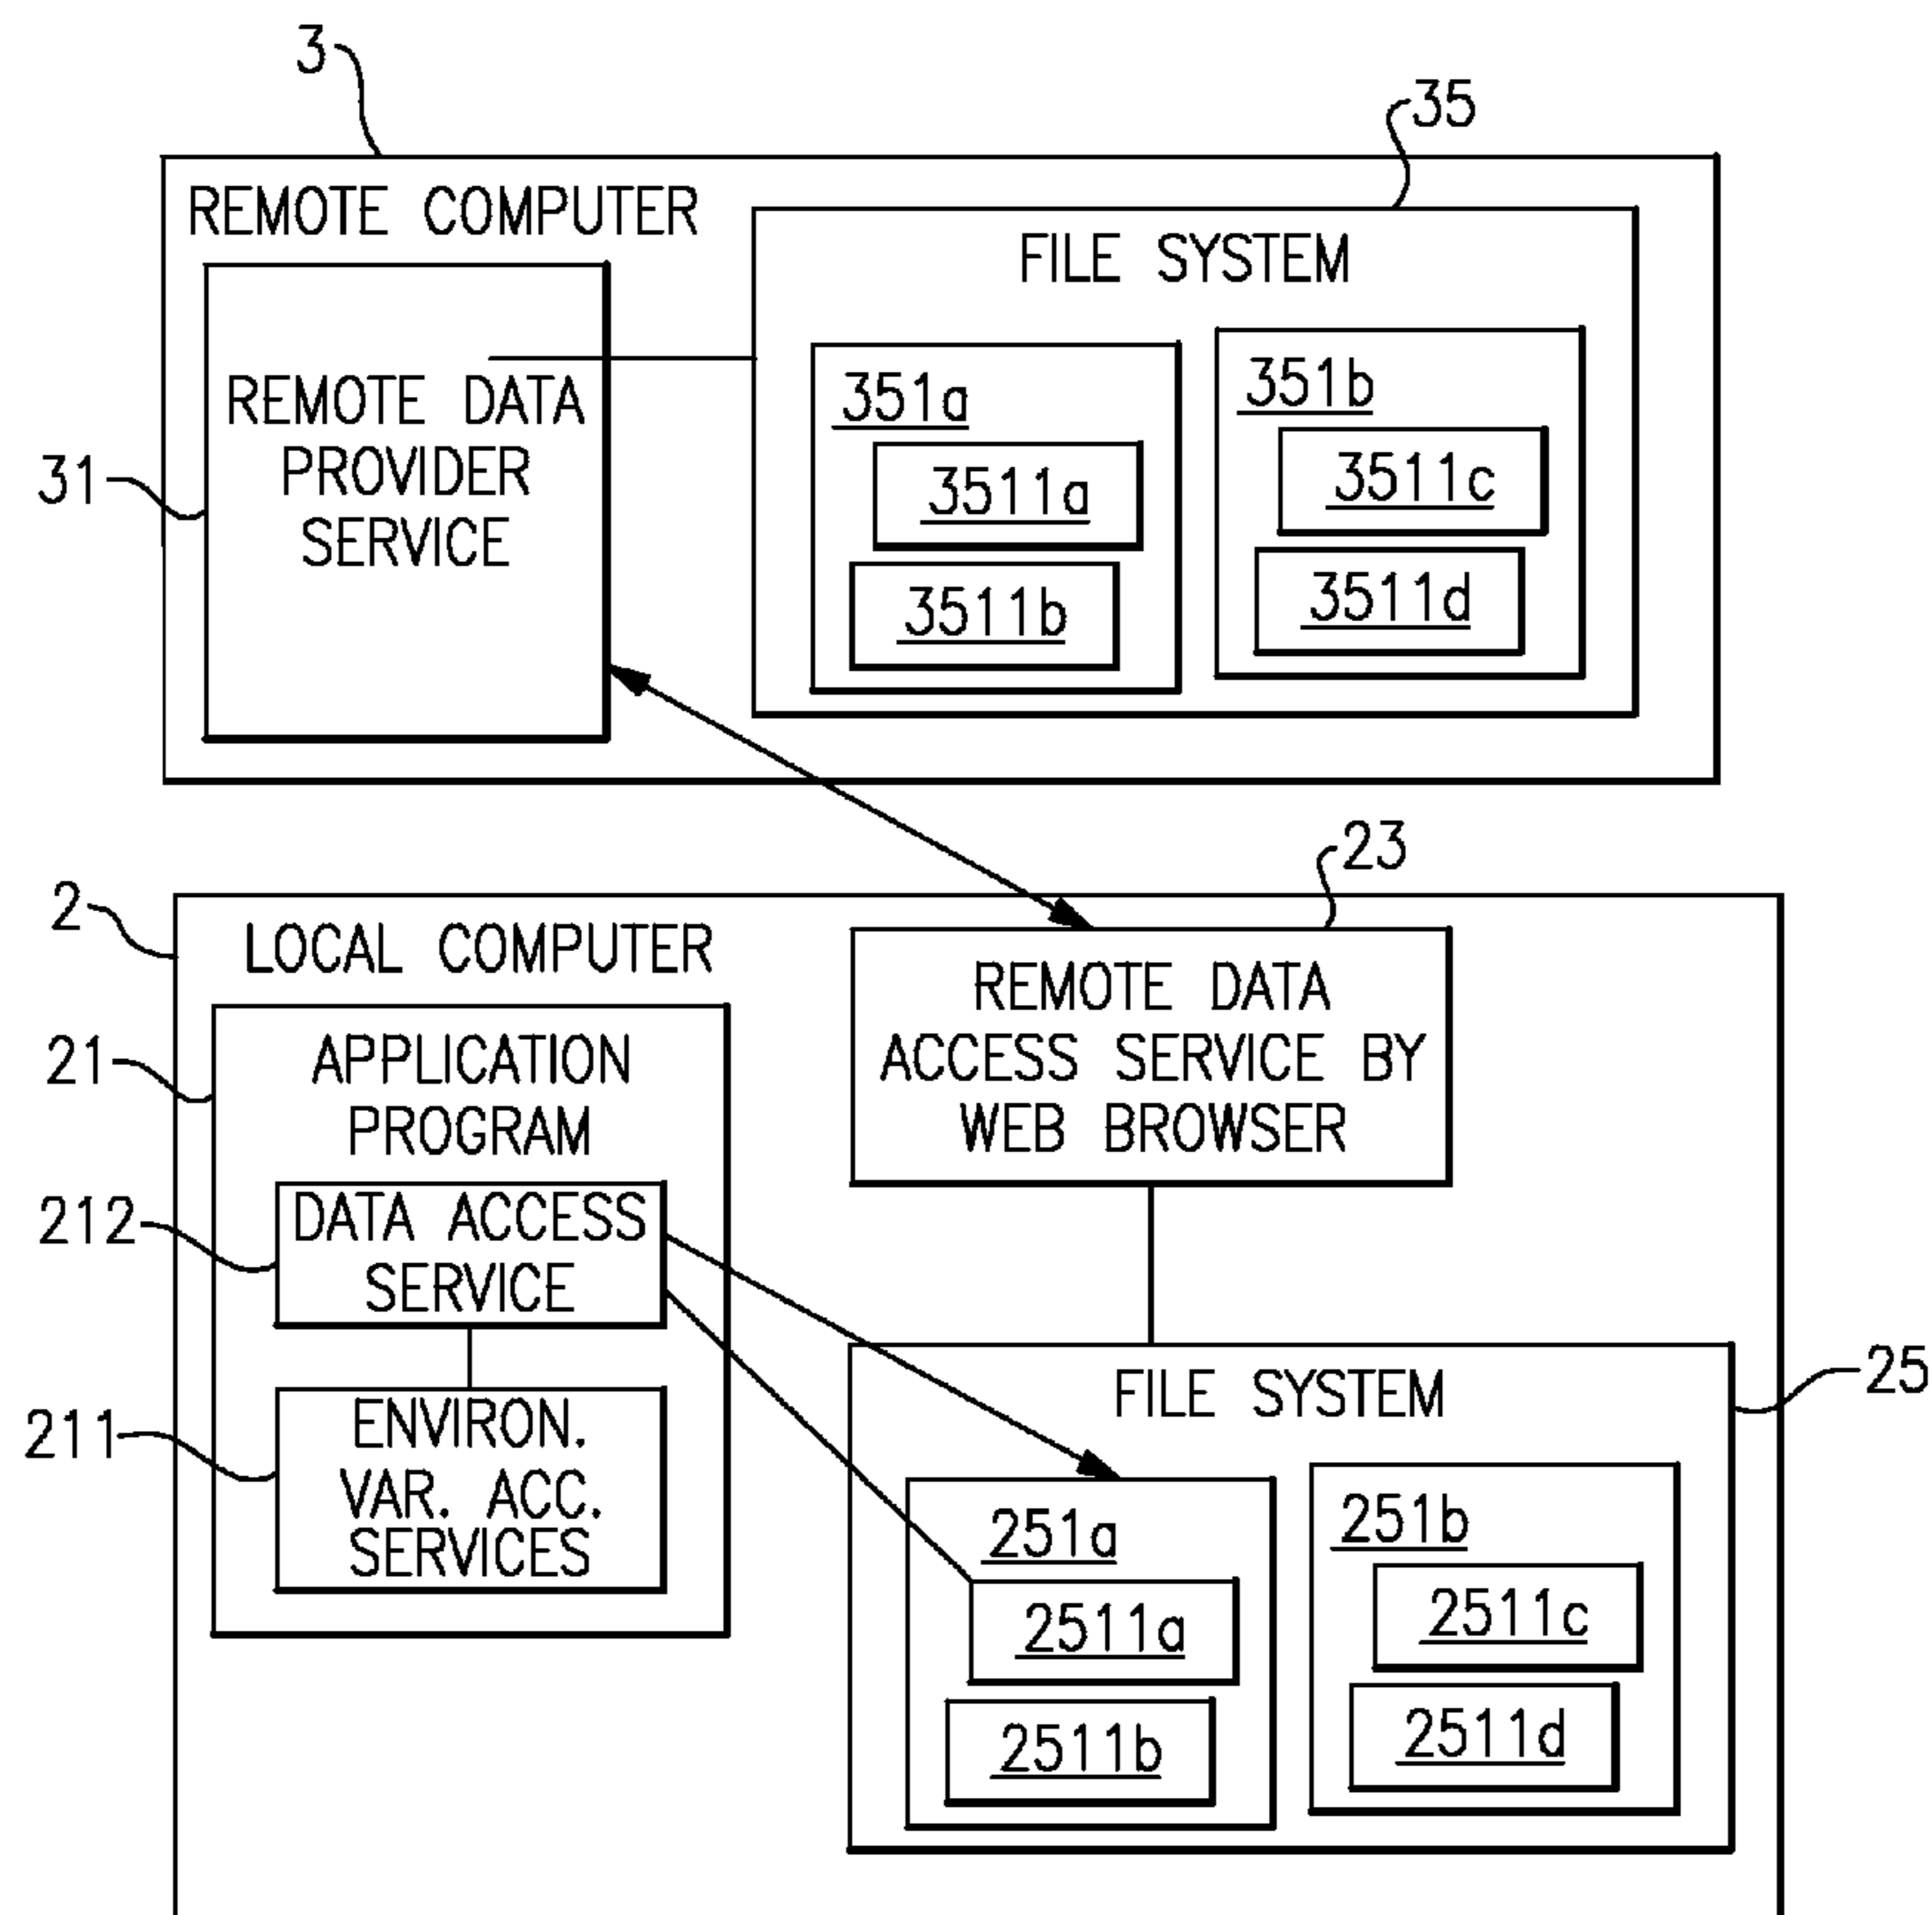 3
35
REMOTE COMPUTER
FILE SYSTEM
REMOTE DATA
PROVIDER
SERVICE
31
351a
3511a
3511b
351b
3511c
3511d
23
2
LOCAL COMPUTER
REMOTE DATA
ACCESS SERVICE BY
WEB BROWSER
21
APPLICATION
PROGRAM
212
DATA ACCESS
SERVICE
211
ENVIRON.
VAR. ACC.
SERVICES
FILE SYSTEM
25
251a
2511a
2511b
251b
2511c
2511d